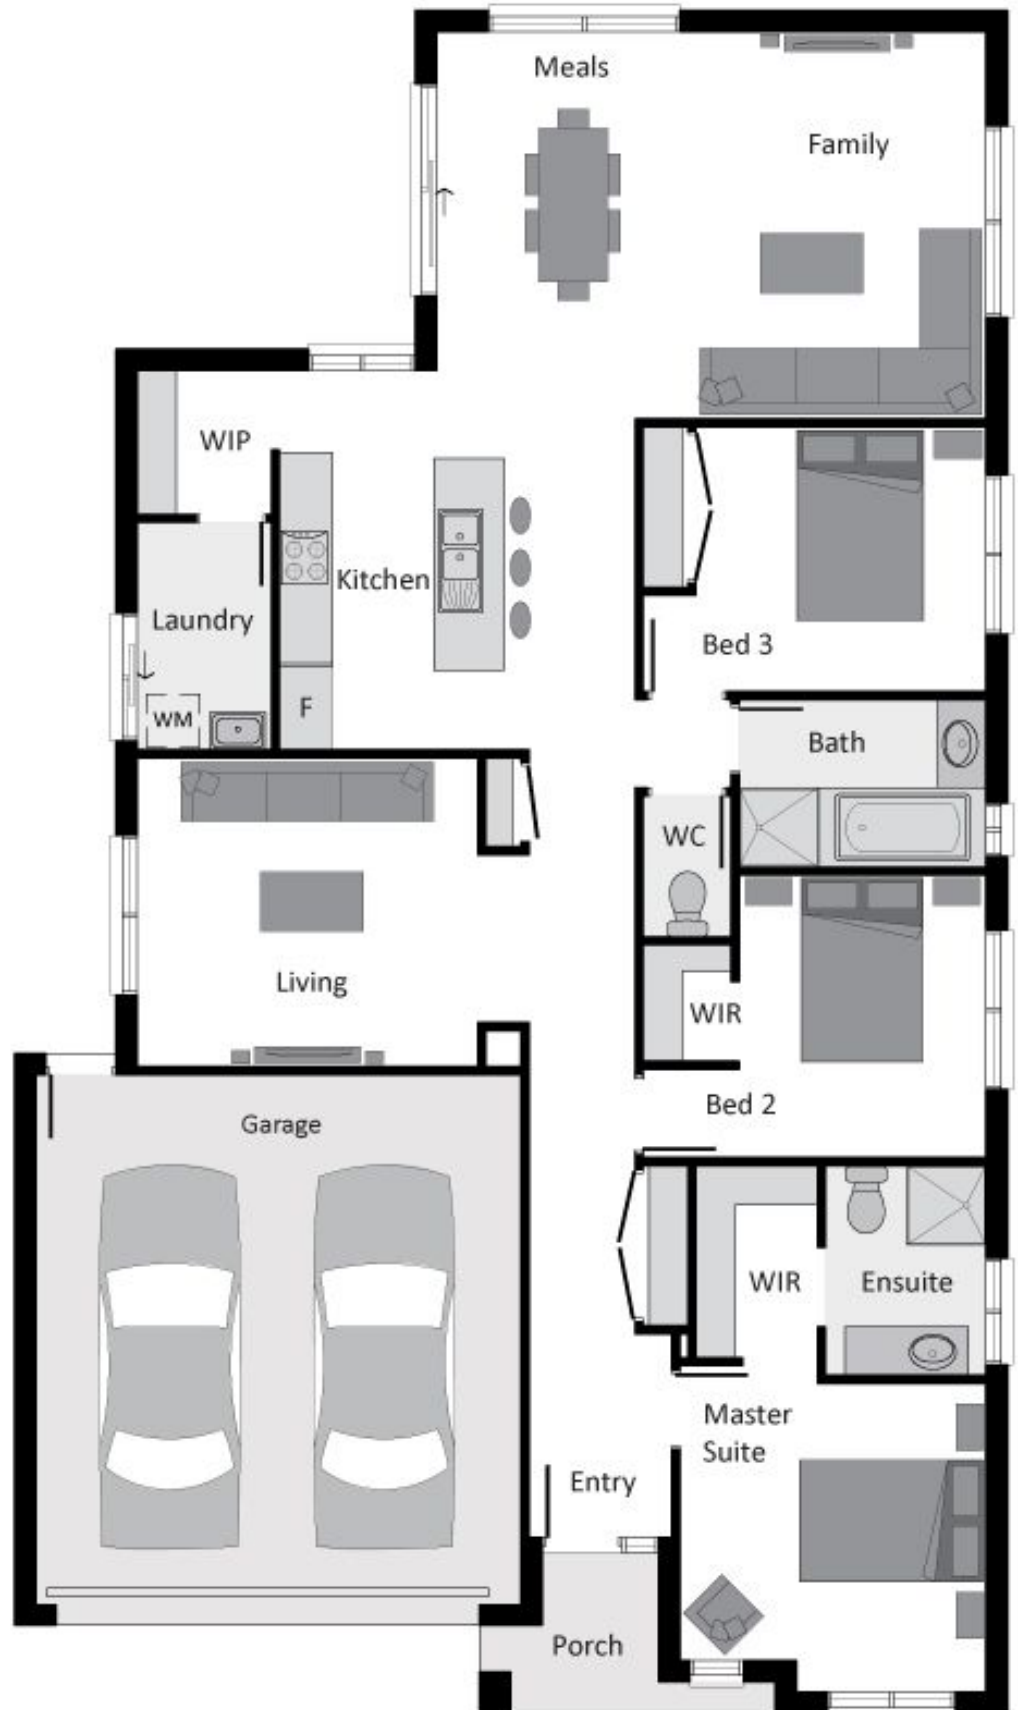 Meals
Family
WIP
Kitchen
Laundry
Bed 3
F
WM
Bath
WC
Living
WIR
Bed 2
Garage
WIR
Ensuite
Master
Suite
Entry
Porch